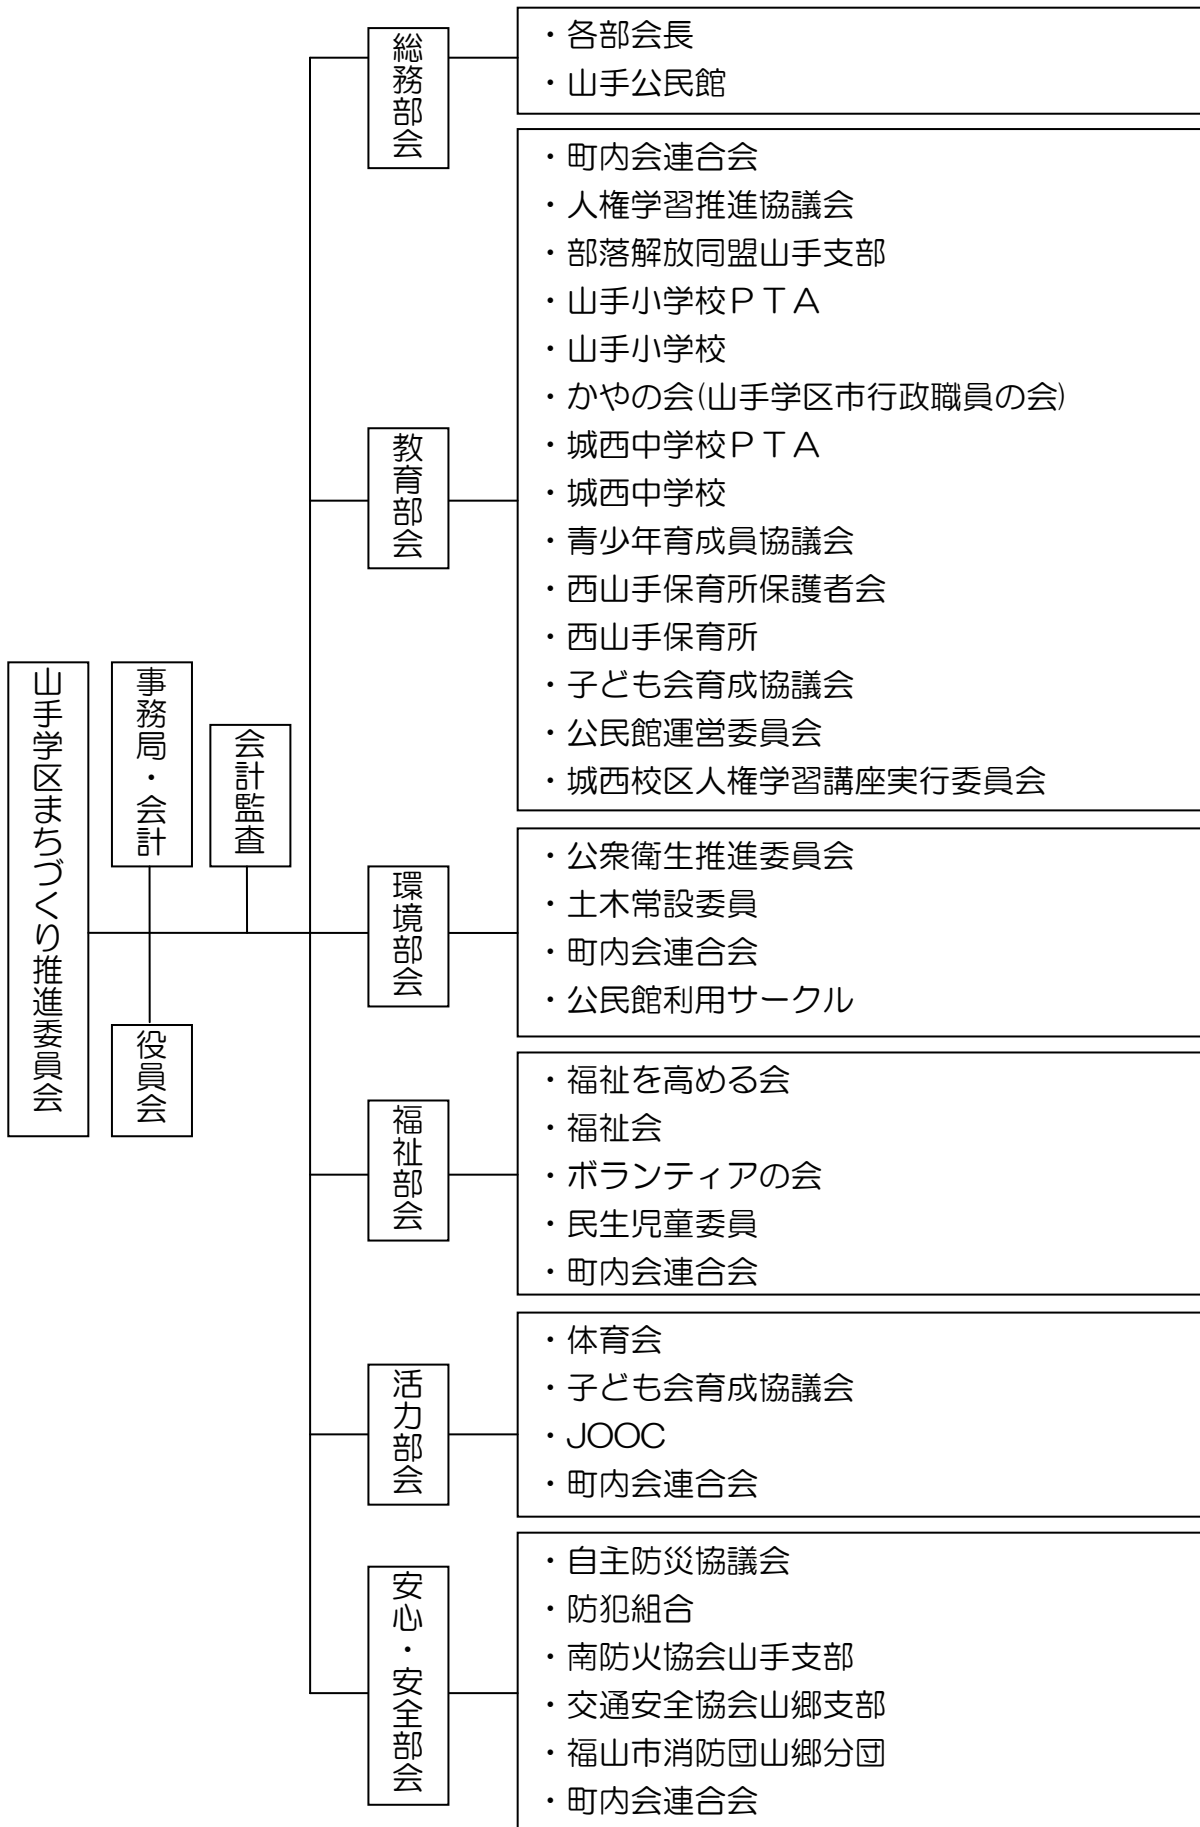 山手学区まちづくり推進委員会
事務局・会計
役員会
会計監査
総務部会
・各部会長
・山手公民館
教育部会
・町内会連合会
・人権学習推進協議会
・部落解放同盟山手支部
・山手小学校ＰＴＡ
・山手小学校
・かやの会(山手学区市行政職員の会)
・城西中学校ＰＴＡ
・城西中学校
・青少年育成員協議会
・西山手保育所保護者会
・西山手保育所
・子ども会育成協議会
・公民館運営委員会
・城西校区人権学習講座実行委員会
環境部会
・公衆衛生推進委員会
・土木常設委員
・町内会連合会
・公民館利用サークル
福祉部会
・福祉を高める会
・福祉会
・ボランティアの会
・民生児童委員
・町内会連合会
活力部会
・体育会
・子ども会育成協議会
・JOOC
・町内会連合会
安心・安全部会
・自主防災協議会
・防犯組合
・南防火協会山手支部
・交通安全協会山郷支部
・福山市消防団山郷分団
・町内会連合会